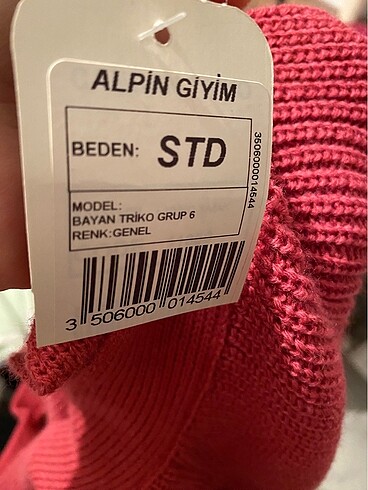 ALPİN GİYİM
BEDEN: STD
MODEL:
BAYAN TRİKO GRUP 6
RENK:GENEL
3506000014544
3 506000 014544